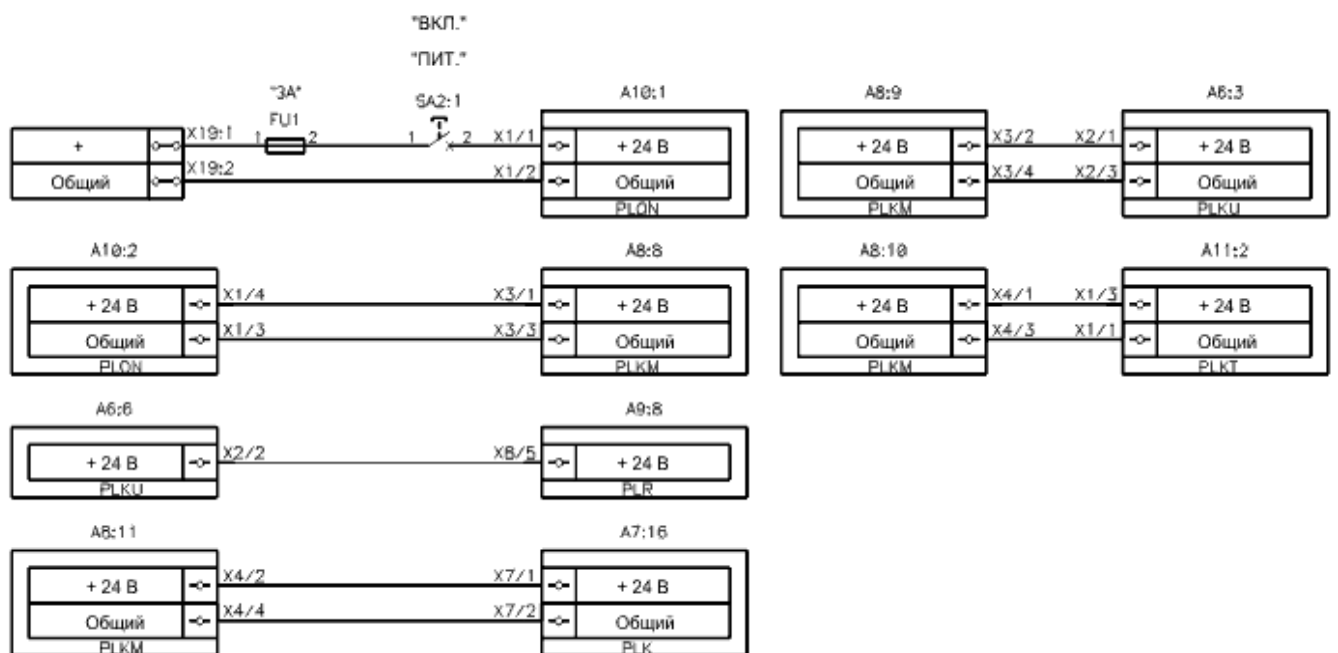 "ВКЛ."
"ПИТ."
"3А" A10:1 A8:9 A6:3
FU1 SA2:1
+ X19:1 1 2 1 2 X1/1 + 24 В + 24 В X3/2 X2/1 + 24 В
Общий X19:2 X1/2 Общий Общий X3/4 X2/3 Общий
PLON PLKM PLKU
A10:2 A8:8 A8:10 A11:2
+ 24 В X1/4 X3/1 + 24 В + 24 В X4/1 X1/3 + 24 В
Общий X1/3 X3/3 Общий Общий X4/3 X1/1 Общий
PLON PLKM PLKM PLKT
A6:6 A9:8
+ 24 В X2/2 X8/5 + 24 В
PLKU PLR
A8:11 A7:16
+ 24 В X4/2 X7/1 + 24 В
Общий X4/4 X7/2 Общий
PLKM PLK